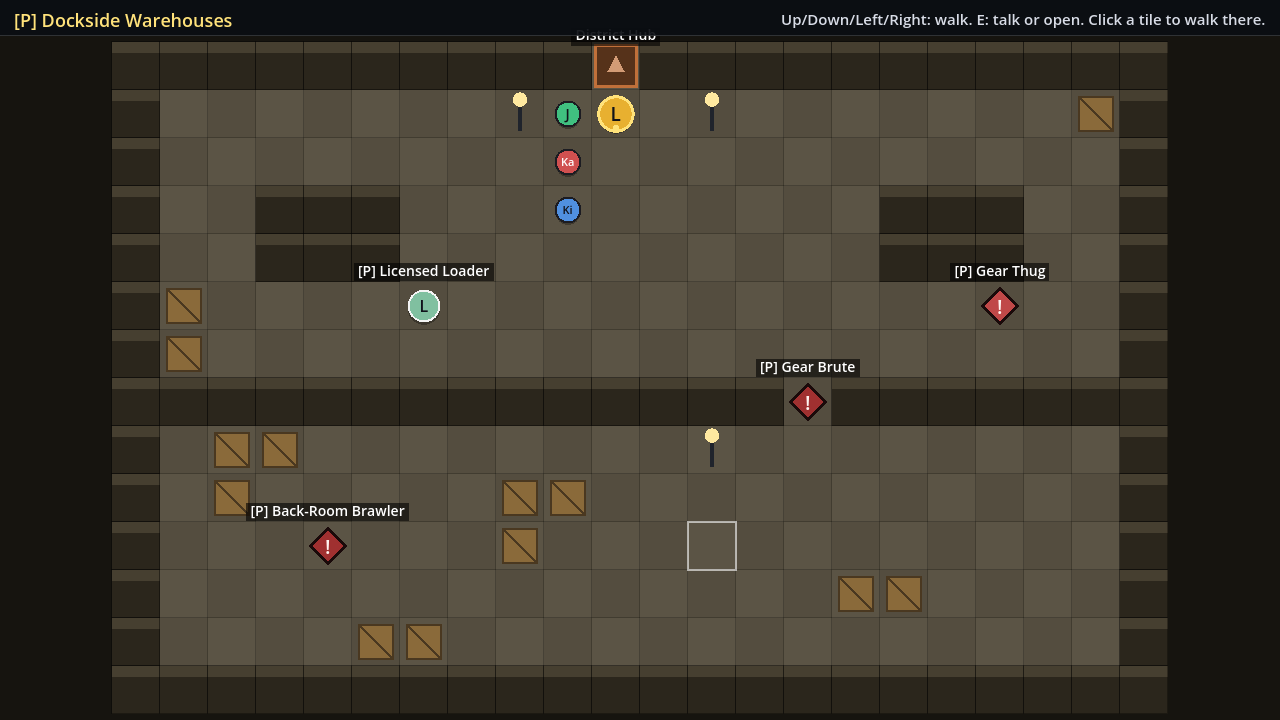 [P] Dockside Warehouses
Up/Down/Left/Right: walk. E: talk or open. Click a tile to walk there.
District Hub
J
L
Ka
Ki
[P] Licensed Loader
L
[P] Gear Thug
!
[P] Gear Brute
!
[P] Back-Room Brawler
!